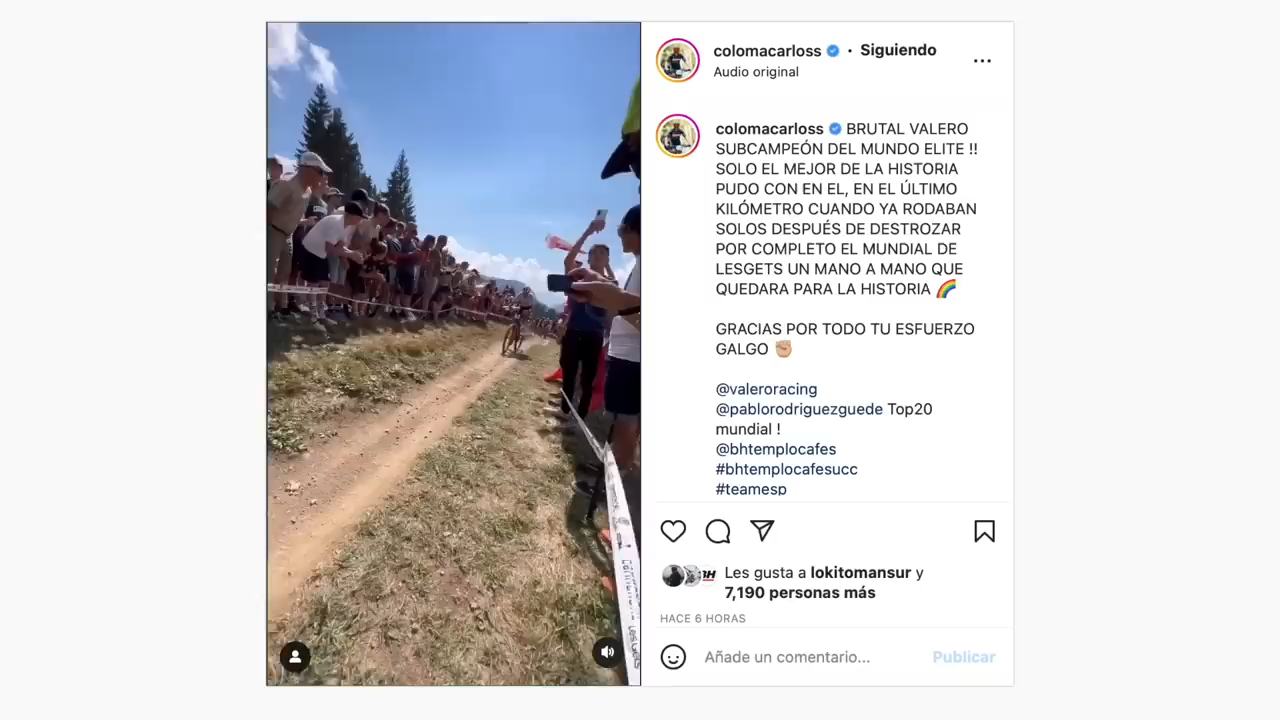 colomacarloss • Siguiendo
Audio original
colomacarloss BRUTAL VALERO
SUBCAMPEÓN DEL MUNDO ELITE !!
SOLO EL MEJOR DE LA HISTORIA
PUDO CON EN EL, EN EL ÚLTIMO
KILÓMETRO CUANDO YA RODABAN
SOLOS DESPUÉS DE DESTROZAR
POR COMPLETO EL MUNDIAL DE
LESGETS UN MANO A MANO QUE
QUEDARA PARA LA HISTORIA 🌈
GRACIAS POR TODO TU ESFUERZO
GALGO ✊🏼
@valeroracing
@pablorodriguezguede Top20
mundial !
@bhtemplocafes
#bhtemplocafesucc
#teamesp
Les gusta a lokitomansur y
7,190 personas más
HACE 6 HORAS
Añade un comentario...
Publicar